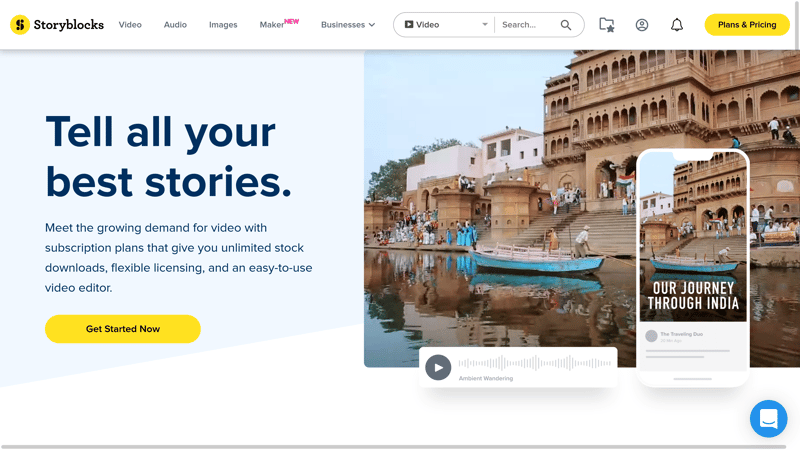 Storyblocks
Video
Audio
Images
Maker NEW
Businesses
Video
Search...
Plans & Pricing
Tell all your
best stories.
Meet the growing demand for video with
subscription plans that give you unlimited stock
downloads, flexible licensing, and an easy-to-use
video editor.
Get Started Now
OUR JOURNEY
THROUGH INDIA
The Traveling Duo
Ambient Wandering